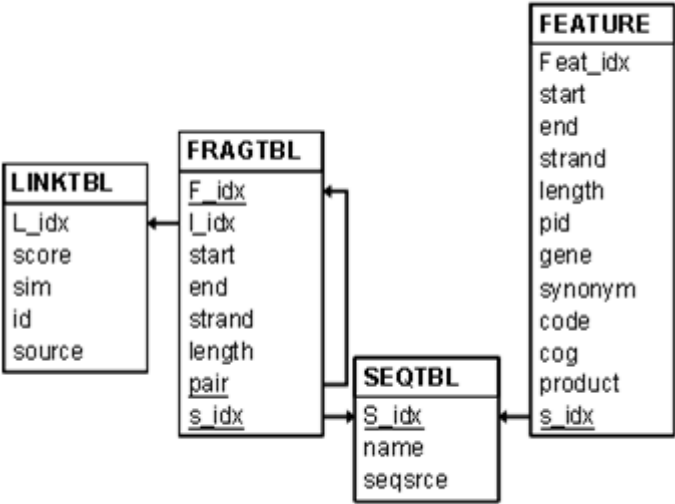 LINKTBL
L_idx
score
sim
id
source
FRAGTBL
F_idx
l_idx
start
end
strand
length
pair
s_idx
SEQTBL
S_idx
name
seqsrce
FEATURE
Feat_idx
start
end
strand
length
pid
gene
synonym
code
cog
product
s_idx